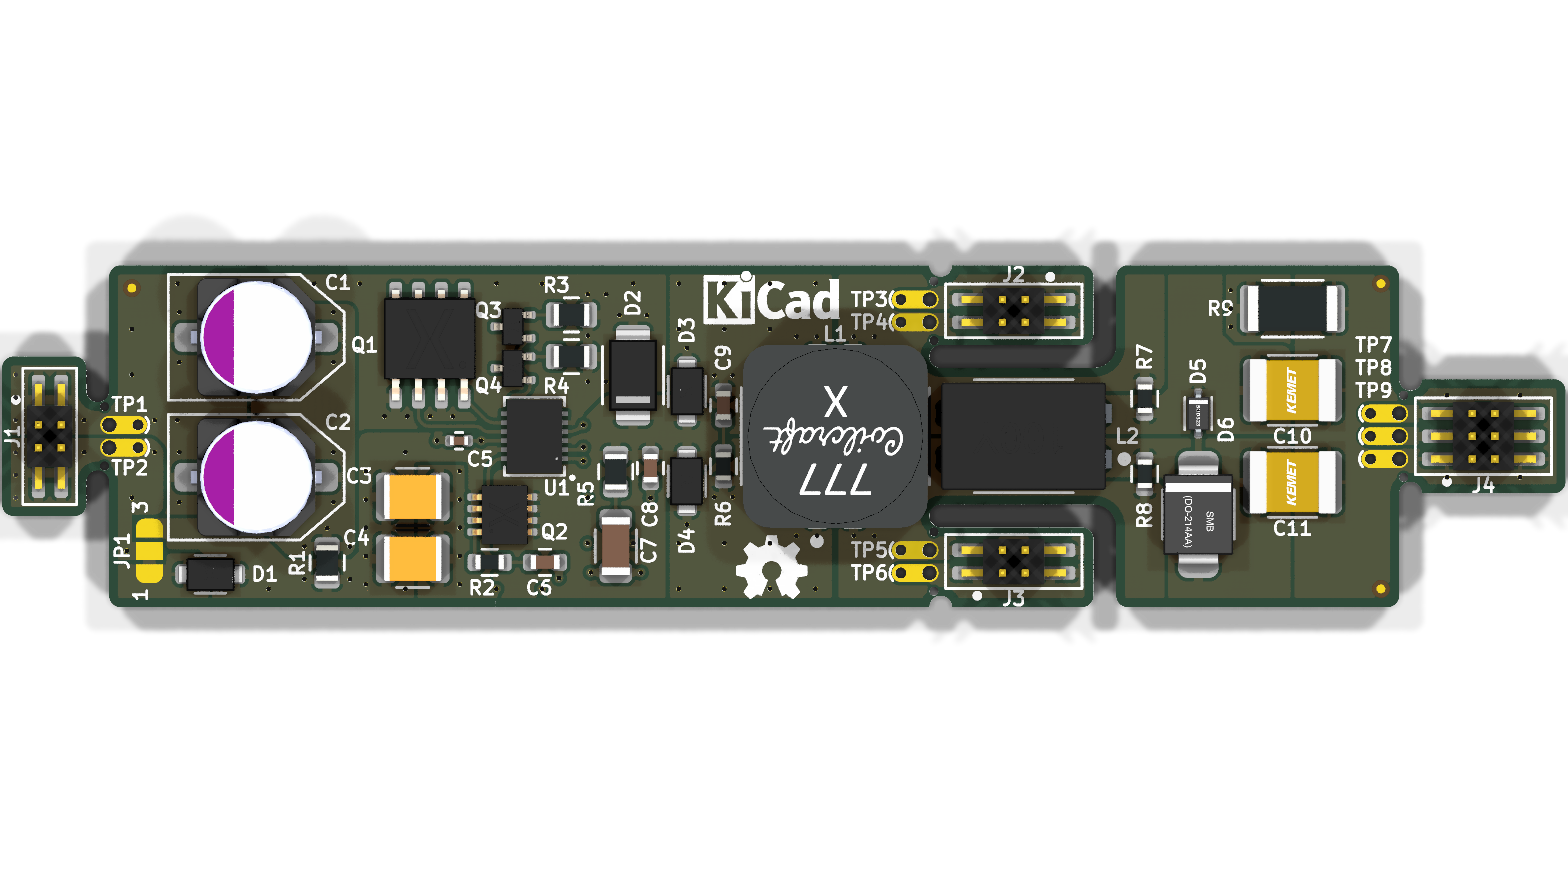 C1
Q1
C2
C3
C4
J1
TP1
TP2
3
JP1
1
D1
R1
Q3
Q4
R3
R4
C5
U1
Q2
R2
C5
R5
C8
C7
D2
D3
C9
D4
R6
KiCad
L1
X
Coilcraft
777
TP3
TP4
TP5
TP6
J2
J3
L2
R7
R8
D5
D6
SMB
(DO-214AA)
R9
KEMET
C10
KEMET
C11
TP7
TP8
TP9
J4